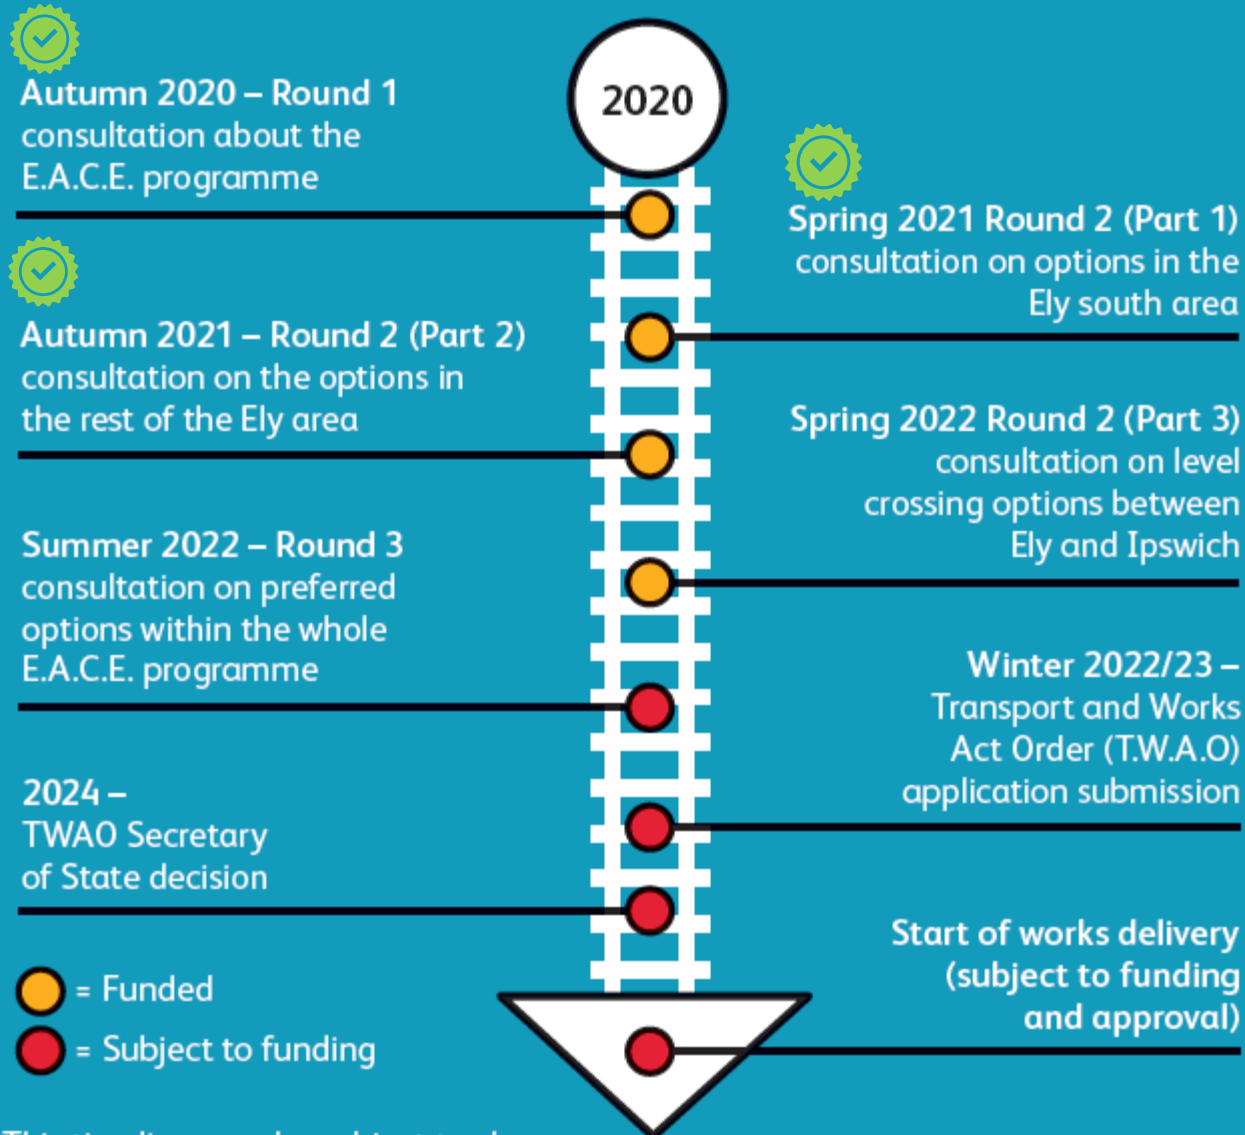 2020
Autumn 2020 – Round 1
consultation about the
E.A.C.E. programme
Spring 2021 Round 2 (Part 1)
consultation on options in the
Ely south area
Autumn 2021 – Round 2 (Part 2)
consultation on the options in
the rest of the Ely area
Spring 2022 Round 2 (Part 3)
consultation on level
crossing options between
Ely and Ipswich
Summer 2022 – Round 3
consultation on preferred
options within the whole
E.A.C.E. programme
Winter 2022/23 –
Transport and Works
Act Order (T.W.A.O)
application submission
2024 –
TWAO Secretary
of State decision
Start of works delivery
(subject to funding
and approval)
= Funded
= Subject to funding